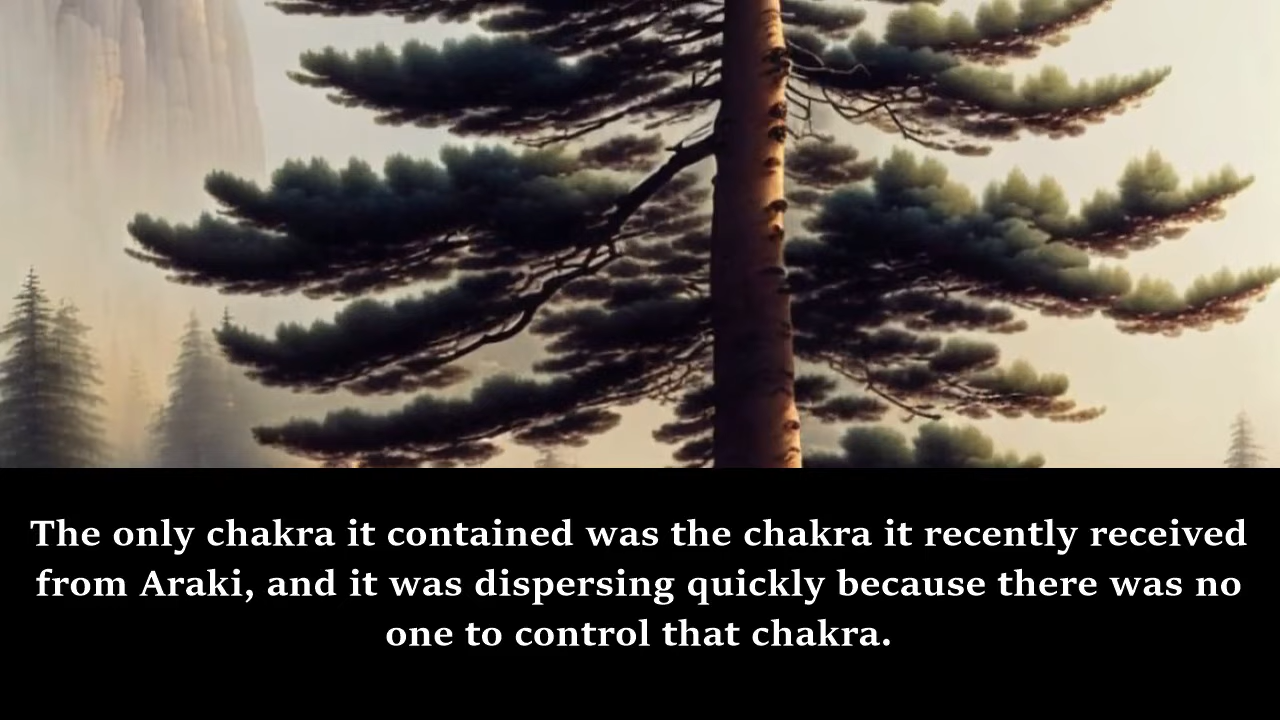 The only chakra it contained was the chakra it recently received
from Araki, and it was dispersing quickly because there was no
one to control that chakra.